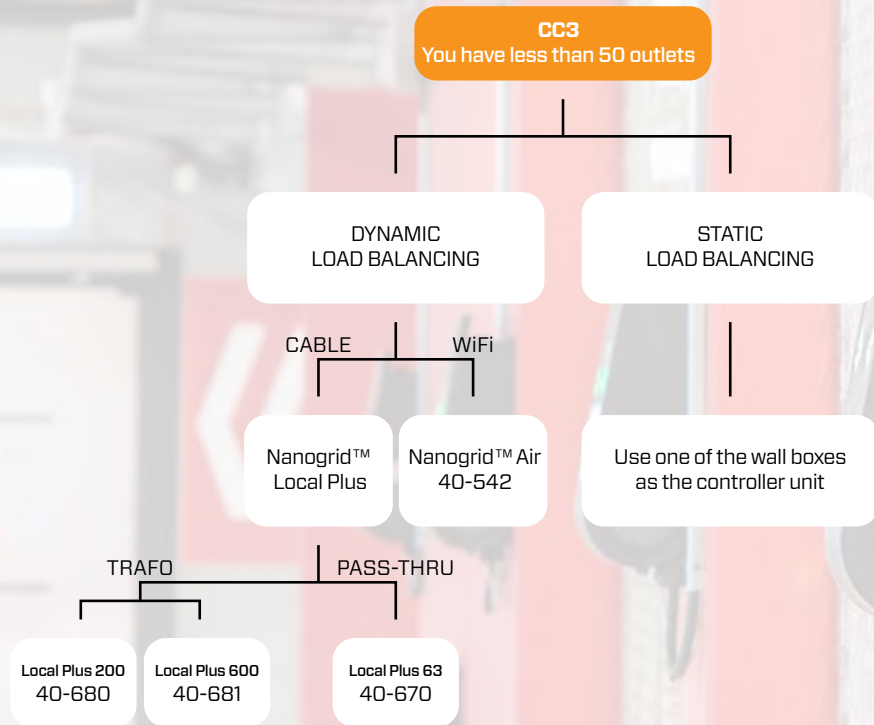 CC3
You have less than 50 outlets
DYNAMIC
LOAD BALANCING
STATIC
LOAD BALANCING
CABLE
WiFi
Nanogrid™
Local Plus
Nanogrid™ Air
40-542
Use one of the wall boxes
as the controller unit
TRAFO
PASS-THRU
Local Plus 200
40-680
Local Plus 600
40-681
Local Plus 63
40-670